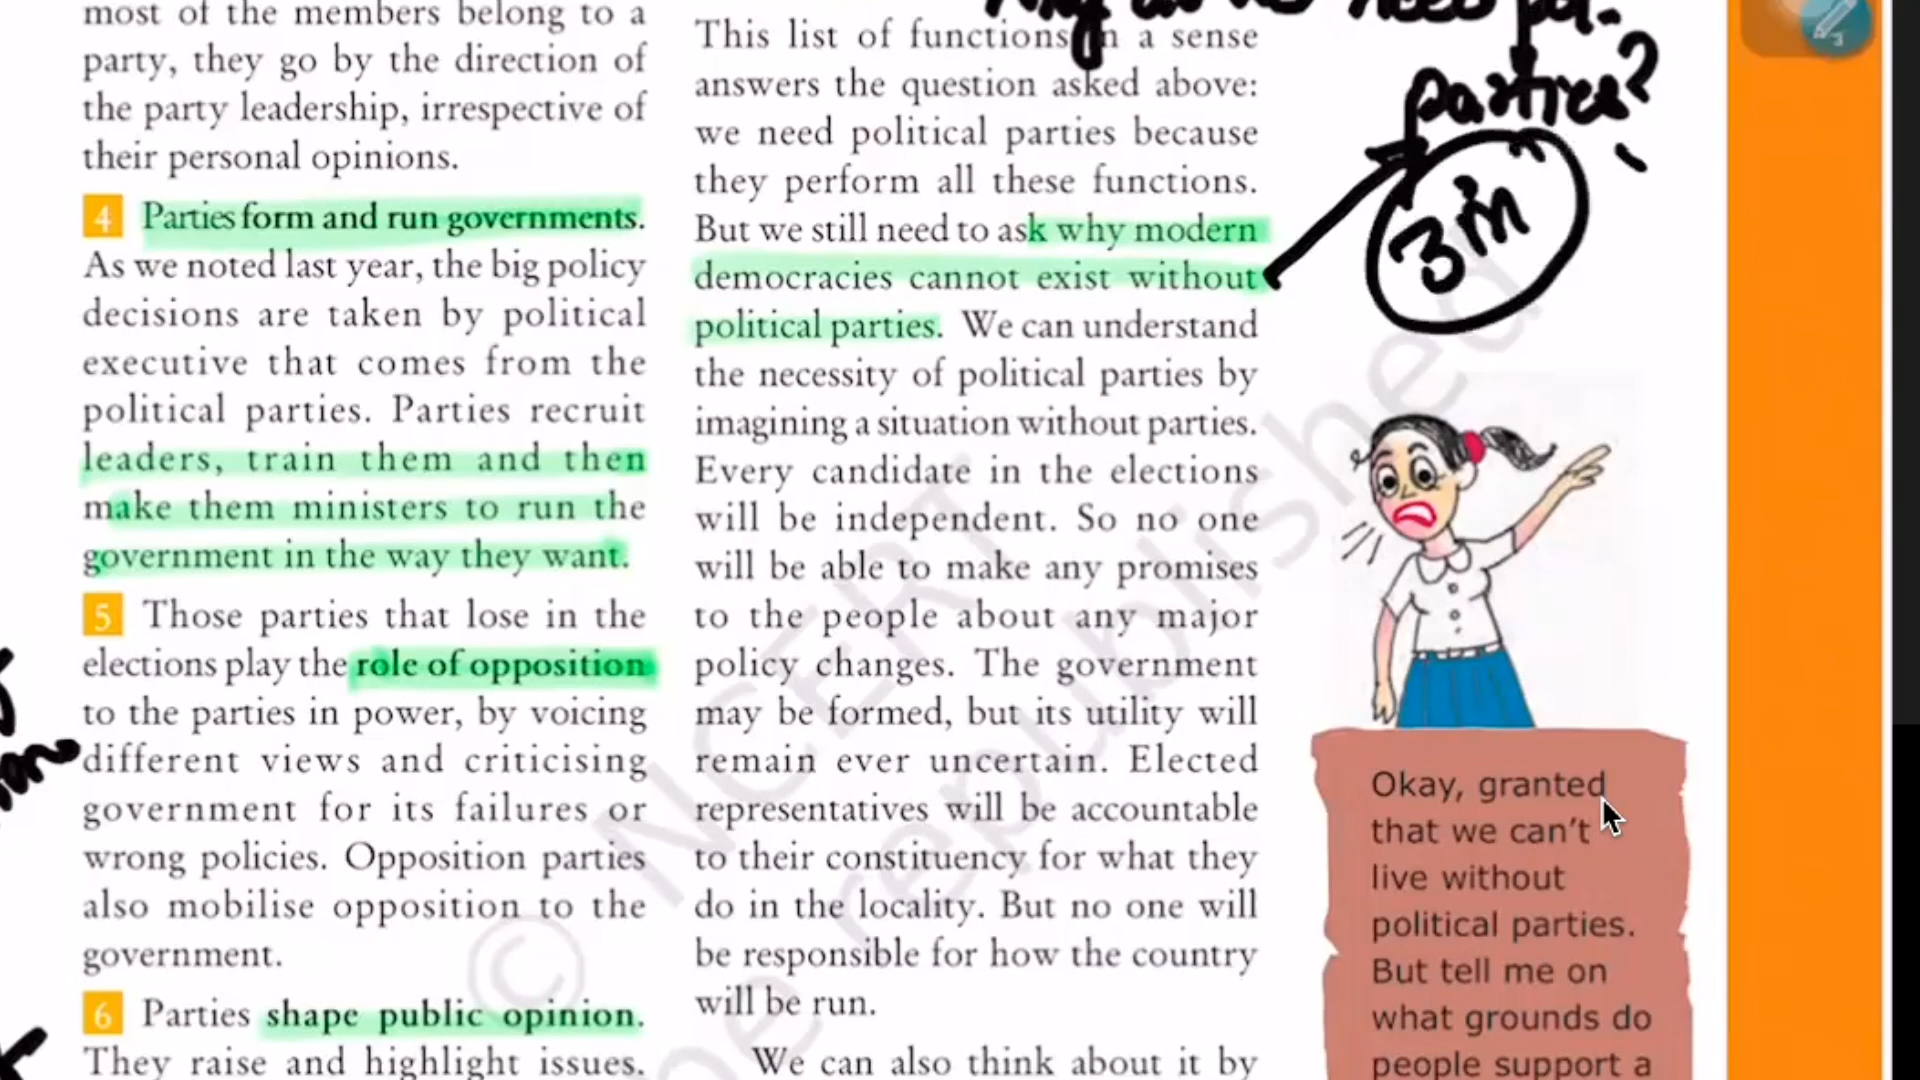 most of the members belong to a
party, they go by the direction of
the party leadership, irrespective of
their personal opinions.
4 Parties form and run governments.
As we noted last year, the big policy
decisions are taken by political
executive that comes from the
political parties. Parties recruit
leaders, train them and then
make them ministers to run the
government in the way they want.
5 Those parties that lose in the
elections play the role of opposition
to the parties in power, by voicing
different views and criticising
government for its failures or
wrong policies. Opposition parties
also mobilise opposition to the
government.
6 Parties shape public opinion.
They raise and highlight issues.
This list of functions in a sense
answers the question asked above:
we need political parties because
they perform all these functions.
But we still need to ask why modern
democracies cannot exist without
political parties. We can understand
the necessity of political parties by
imagining a situation without parties.
Every candidate in the elections
will be independent. So no one
will be able to make any promises
to the people about any major
policy changes. The government
may be formed, but its utility will
remain ever uncertain. Elected
representatives will be accountable
to their constituency for what they
do in the locality. But no one will
be responsible for how the country
will be run.
We can also think about it by
need pol.
parties?
3m
Okay, granted
that we can't
live without
political parties.
But tell me on
what grounds do
people support a
© NCERT
be republished